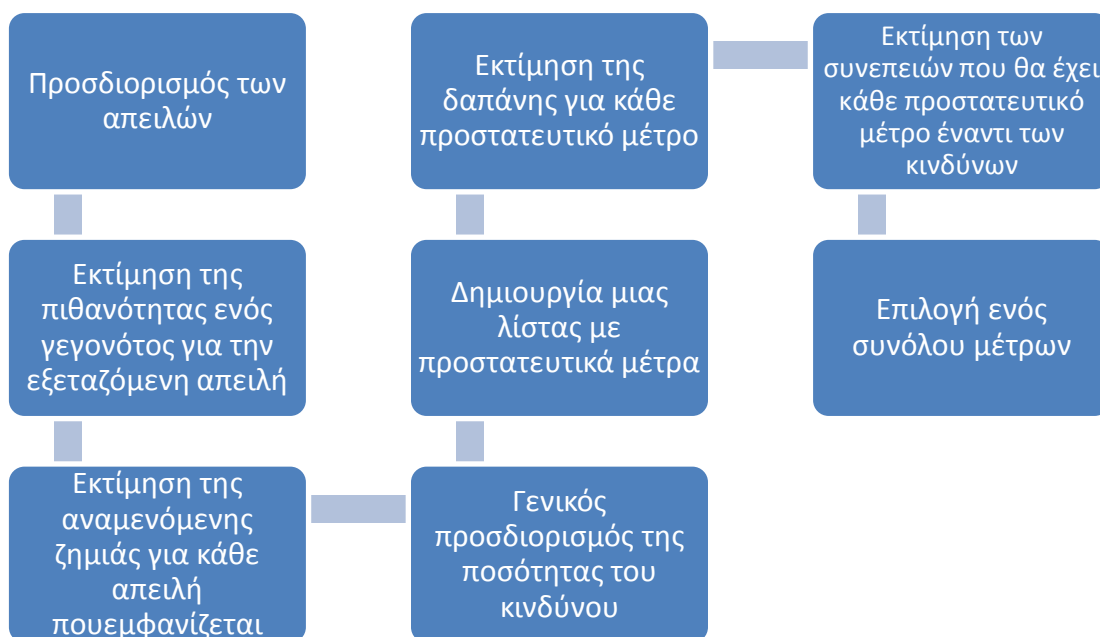 Προσδιορισμός των
απειλών
Εκτίμηση της
πιθανότητας ενός
γεγονότος για την
εξεταζόμενη απειλή
Εκτίμηση της
αναμενόμενης
ζημιάς για κάθε
απειλή
πουεμφανίζεται
Γενικός
προσδιορισμός της
ποσότητας του
κινδύνου
Δημιουργία μιας
λίστας με
προστατευτικά μέτρα
Εκτίμηση της
δαπάνης για κάθε
προστατευτικό μέτρο
Εκτίμηση των
συνεπειών που θα έχει
κάθε προστατευτικό
μέτρο έναντι των
κινδύνων
Επιλογή ενός
συνόλου μέτρων